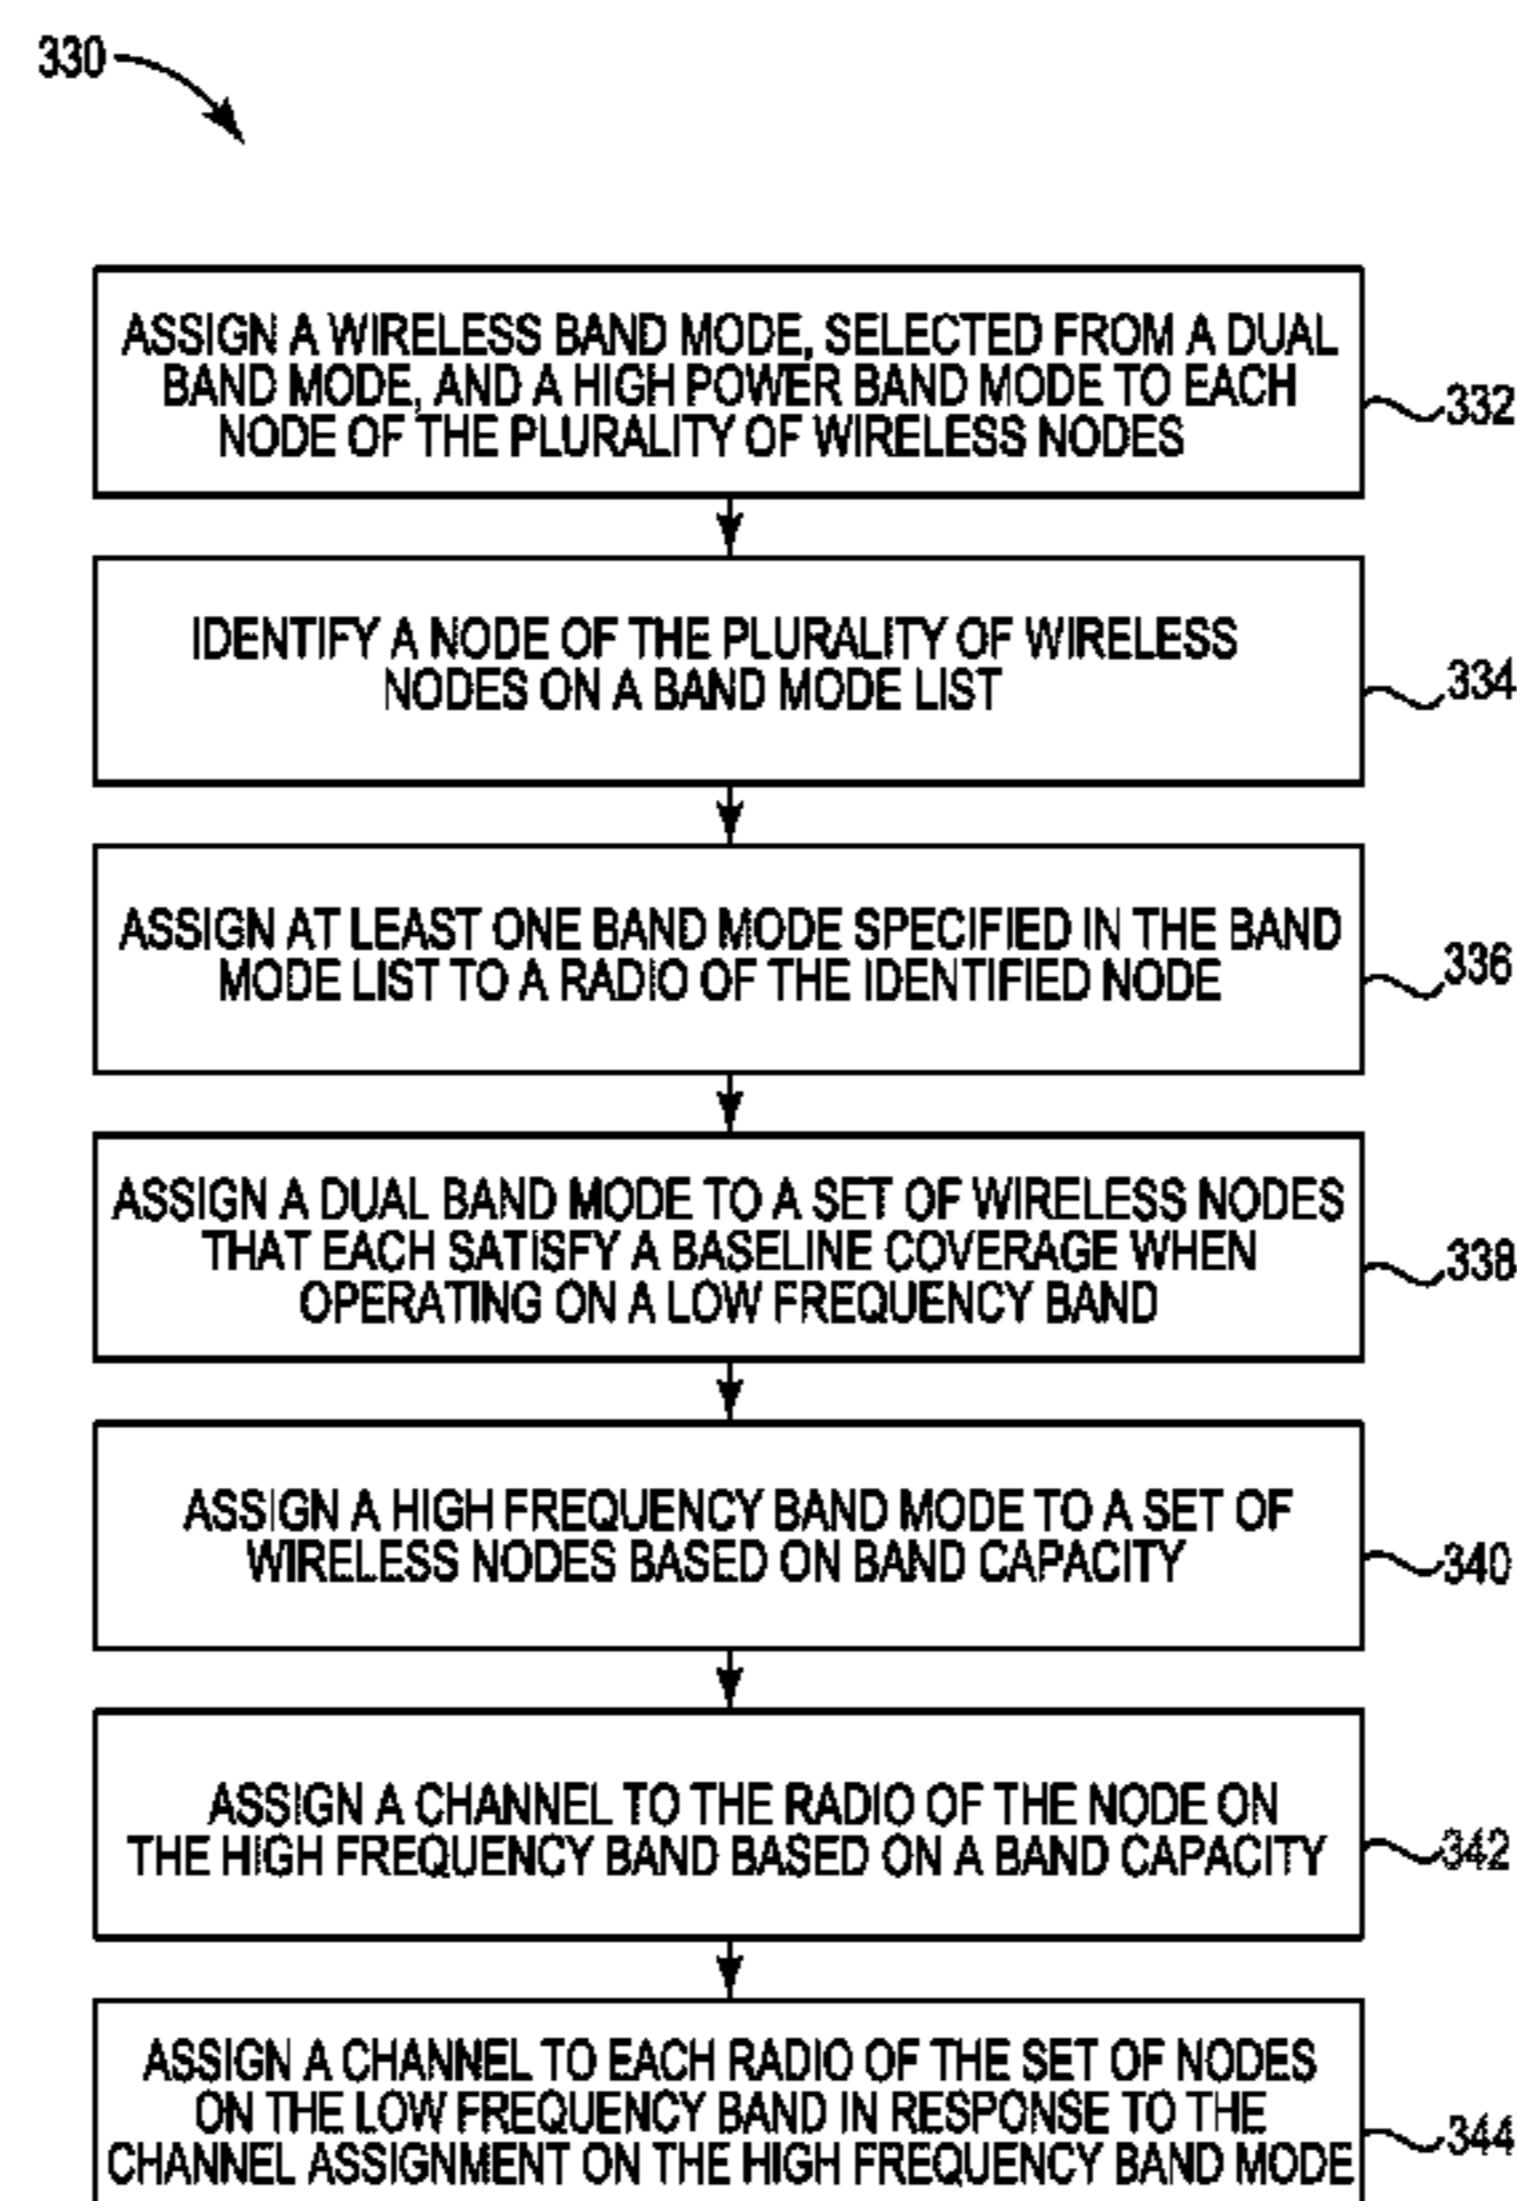 330
ASSIGN A WIRELESS BAND MODE, SELECTED FROM A DUAL
BAND MODE, AND A HIGH POWER BAND MODE TO EACH
NODE OF THE PLURALITY OF WIRELESS NODES
332
IDENTIFY A NODE OF THE PLURALITY OF WIRELESS
NODES ON A BAND MODE LIST
334
ASSIGN AT LEAST ONE BAND MODE SPECIFIED IN THE BAND
MODE LIST TO A RADIO OF THE IDENTIFIED NODE
336
ASSIGN A DUAL BAND MODE TO A SET OF WIRELESS NODES
THAT EACH SATISFY A BASELINE COVERAGE WHEN
OPERATING ON A LOW FREQUENCY BAND
338
ASSIGN A HIGH FREQUENCY BAND MODE TO A SET OF
WIRELESS NODES BASED ON BAND CAPACITY
340
ASSIGN A CHANNEL TO THE RADIO OF THE NODE ON
THE HIGH FREQUENCY BAND BASED ON A BAND CAPACITY
342
ASSIGN A CHANNEL TO EACH RADIO OF THE SET OF NODES
ON THE LOW FREQUENCY BAND IN RESPONSE TO THE
CHANNEL ASSIGNMENT ON THE HIGH FREQUENCY BAND MODE
344